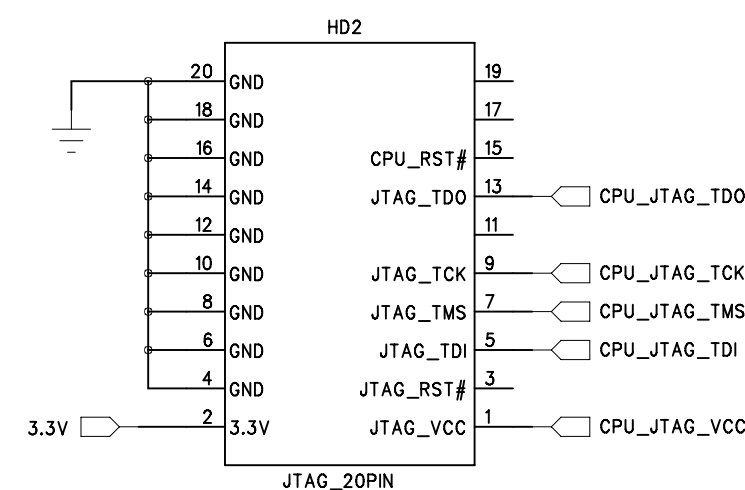 HD2
20 GND 19
18 GND 17
16 GND CPU_RST# 15
14 GND JTAG_TDO 13 CPU_JTAG_TDO
12 GND 11
10 GND JTAG_TCK 9 CPU_JTAG_TCK
8 GND JTAG_TMS 7 CPU_JTAG_TMS
6 GND JTAG_TDI 5 CPU_JTAG_TDI
4 GND JTAG_RST# 3
3.3V 2 3.3V JTAG_VCC 1 CPU_JTAG_VCC
JTAG_20PIN